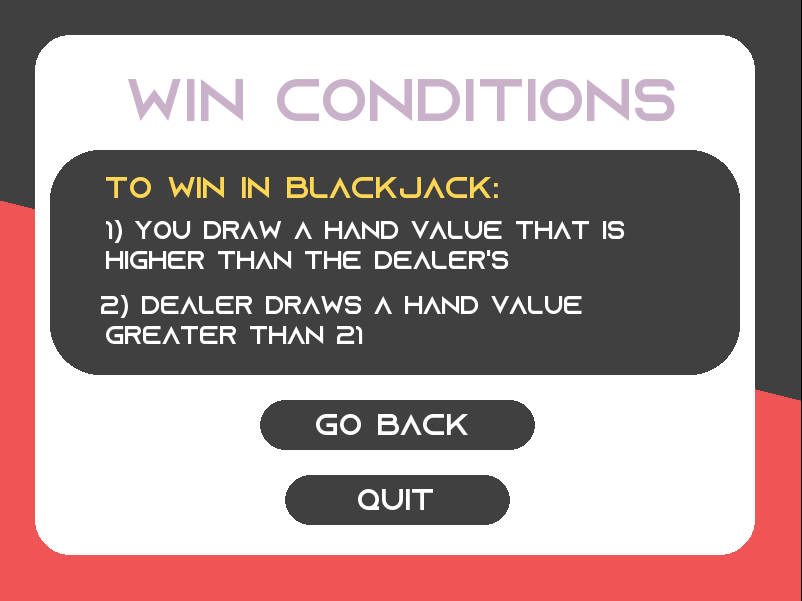 WIN CONDITIONS
TO WIN IN BLACKJACK:
1) YOU DRAW A HAND VALUE THAT IS
HIGHER THAN THE DEALER'S
2) DEALER DRAWS A HAND VALUE
GREATER THAN 21
GO BACK
QUIT